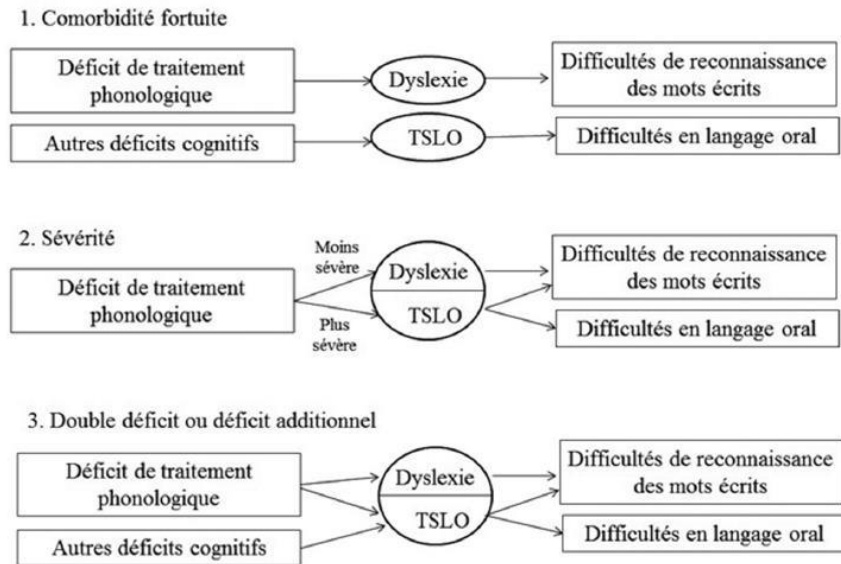 1. Comorbidité fortuite
Déficit de traitement
phonologique
Dyslexie
Difficultés de reconnaissance
des mots écrits
Autres déficits cognitifs
TSLO
Difficultés en langage oral
2. Sévérité
Déficit de traitement
phonologique
Moins
sévère
Plus
sévère
Dyslexie
TSLO
Difficultés de reconnaissance
des mots écrits
Difficultés en langage oral
3. Double déficit ou déficit additionnel
Déficit de traitement
phonologique
Autres déficits cognitifs
Dyslexie
TSLO
Difficultés de reconnaissance
des mots écrits
Difficultés en langage oral